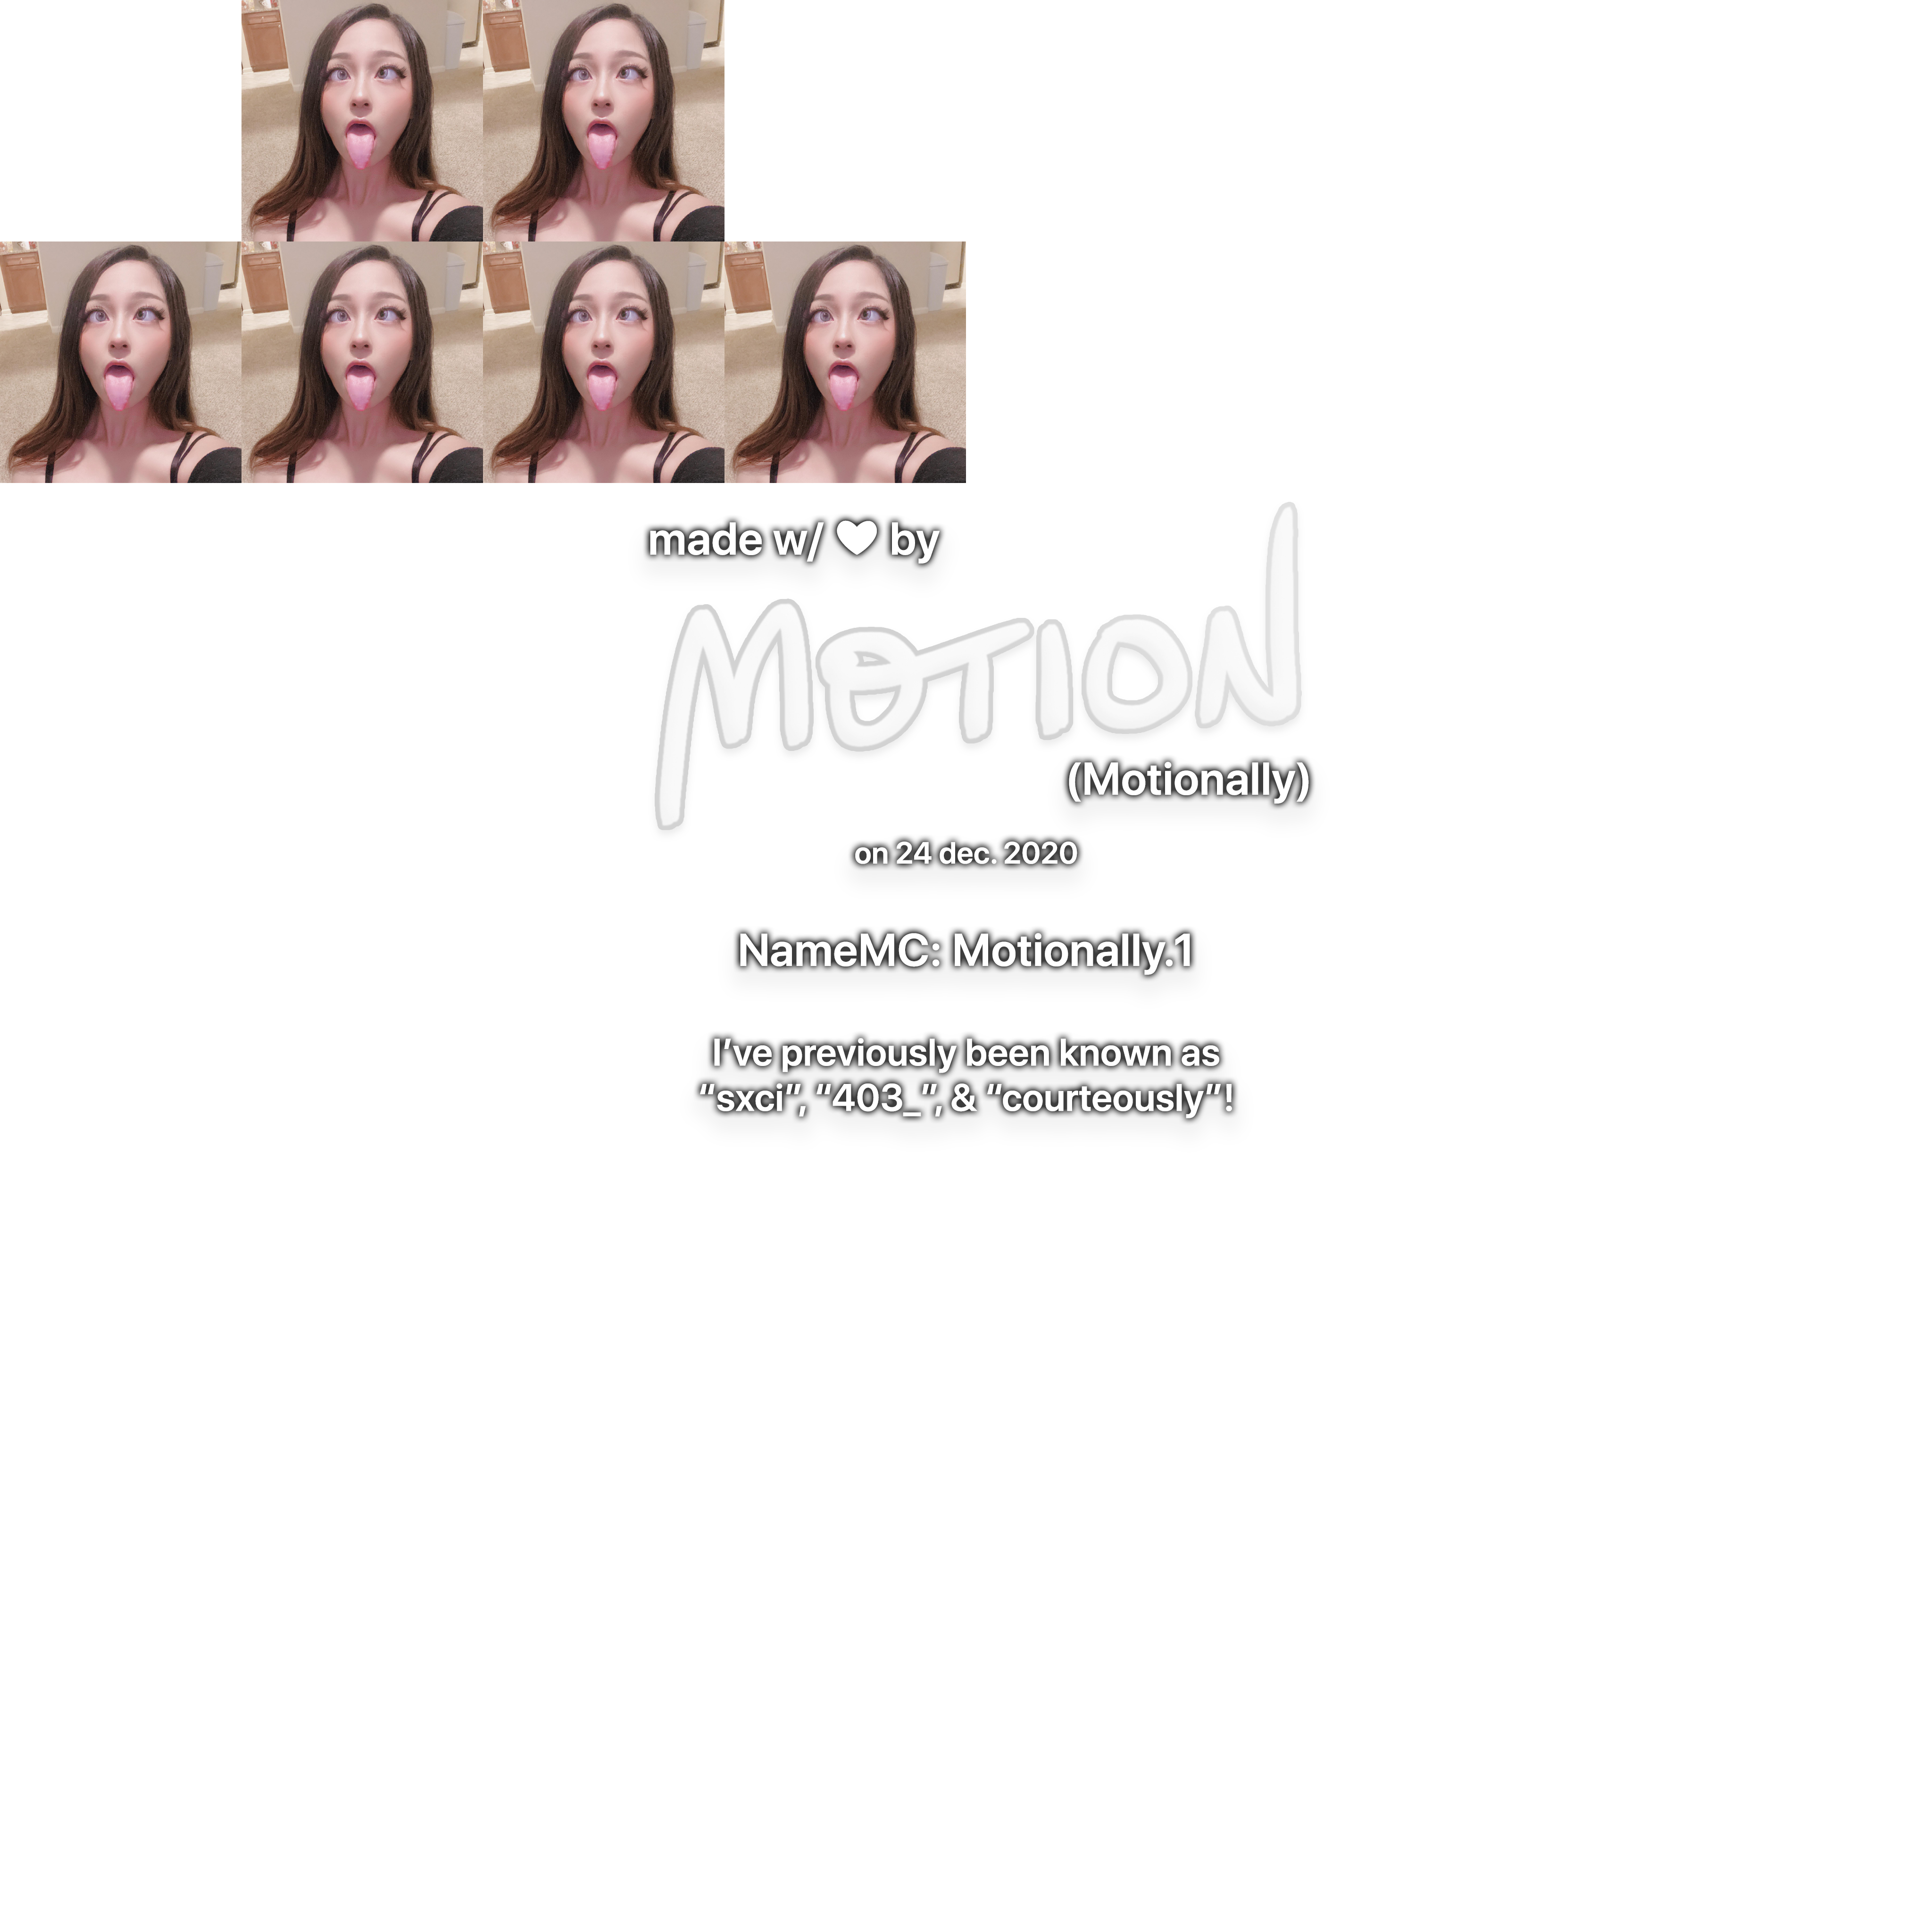 made w/ ♥ by
MOTION
(Motionally)
on 24 dec. 2020
NameMC: Motionally.1
I’ve previously been known as
“sxci”, “403_”, & “courteously”!